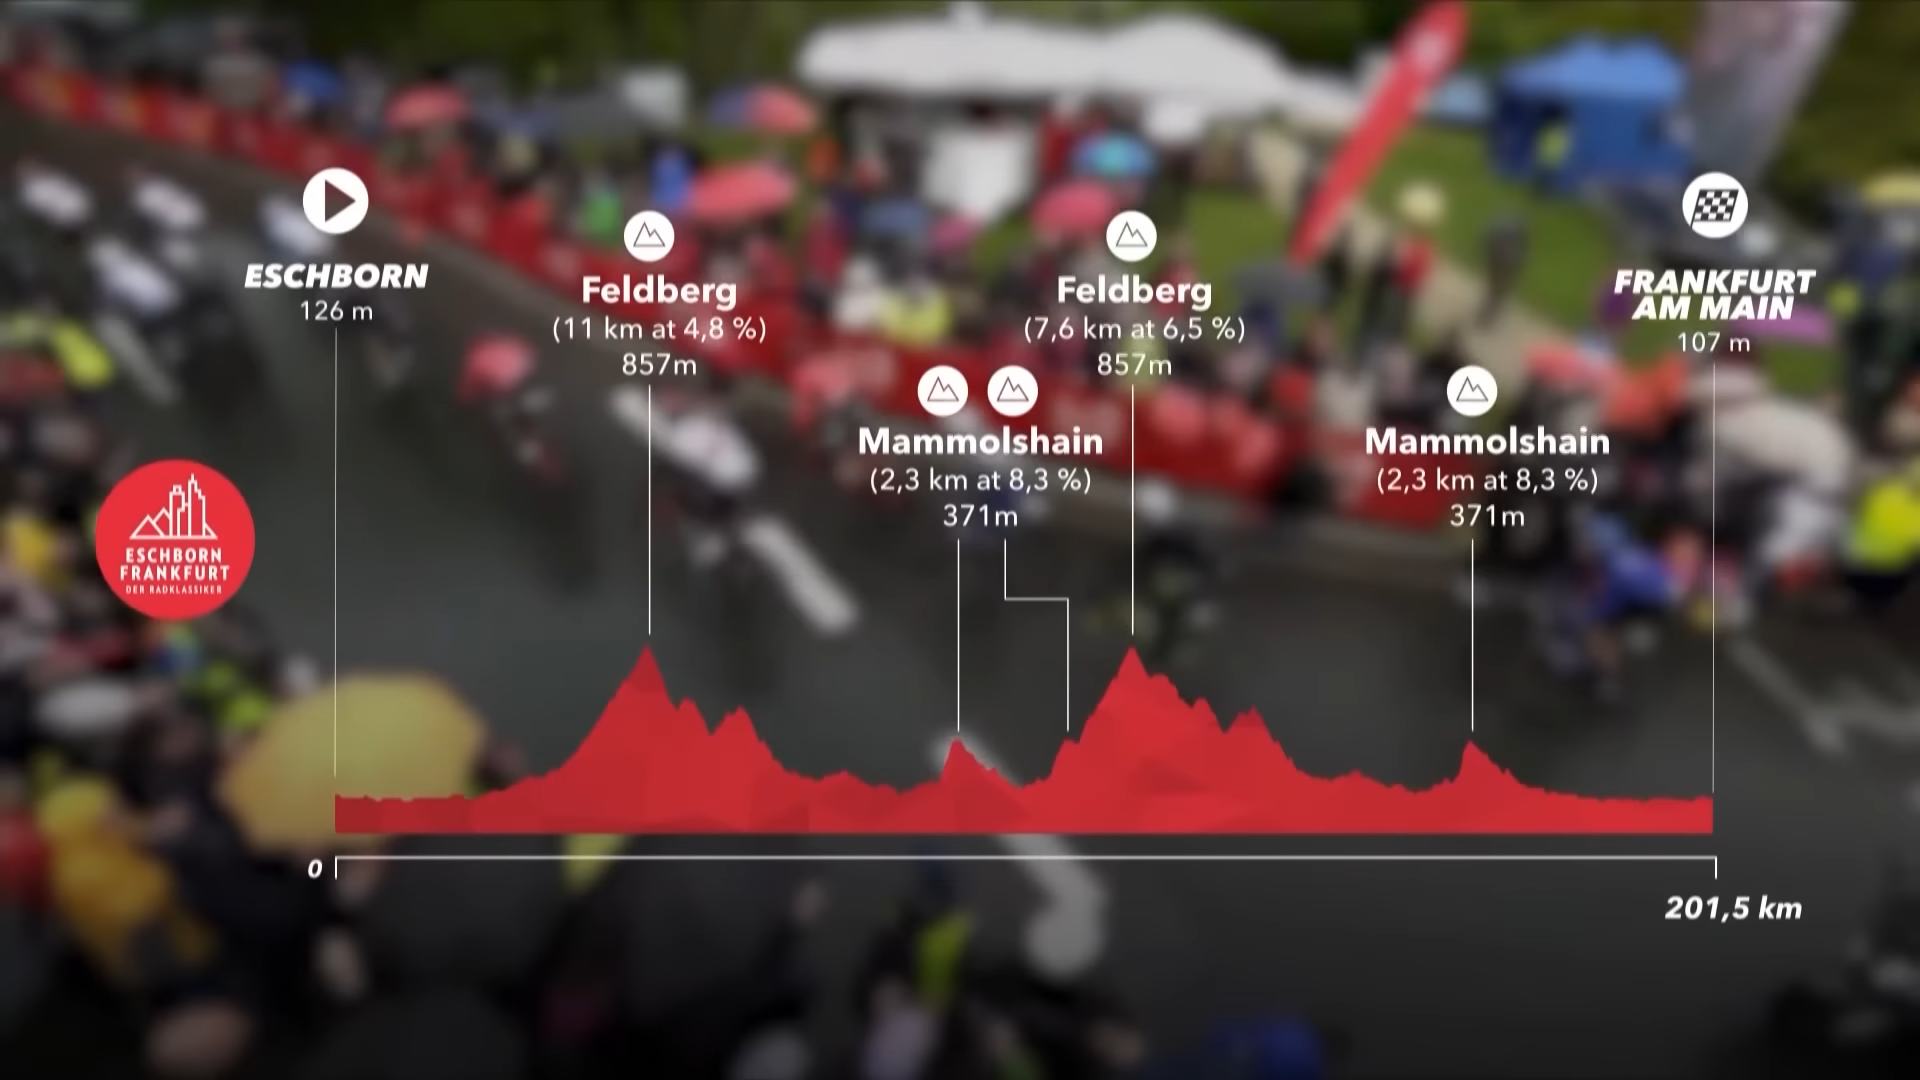 ESCHBORN
126 m
Feldberg
(11 km at 4,8 %)
857m
Mammolshain
(2,3 km at 8,3 %)
371m
Feldberg
(7,6 km at 6,5 %)
857m
Mammolshain
(2,3 km at 8,3 %)
371m
FRANKFURT
AM MAIN
107 m
ESCHBORN
FRANKFURT
DER RADKLASSIKER
0
201,5 km